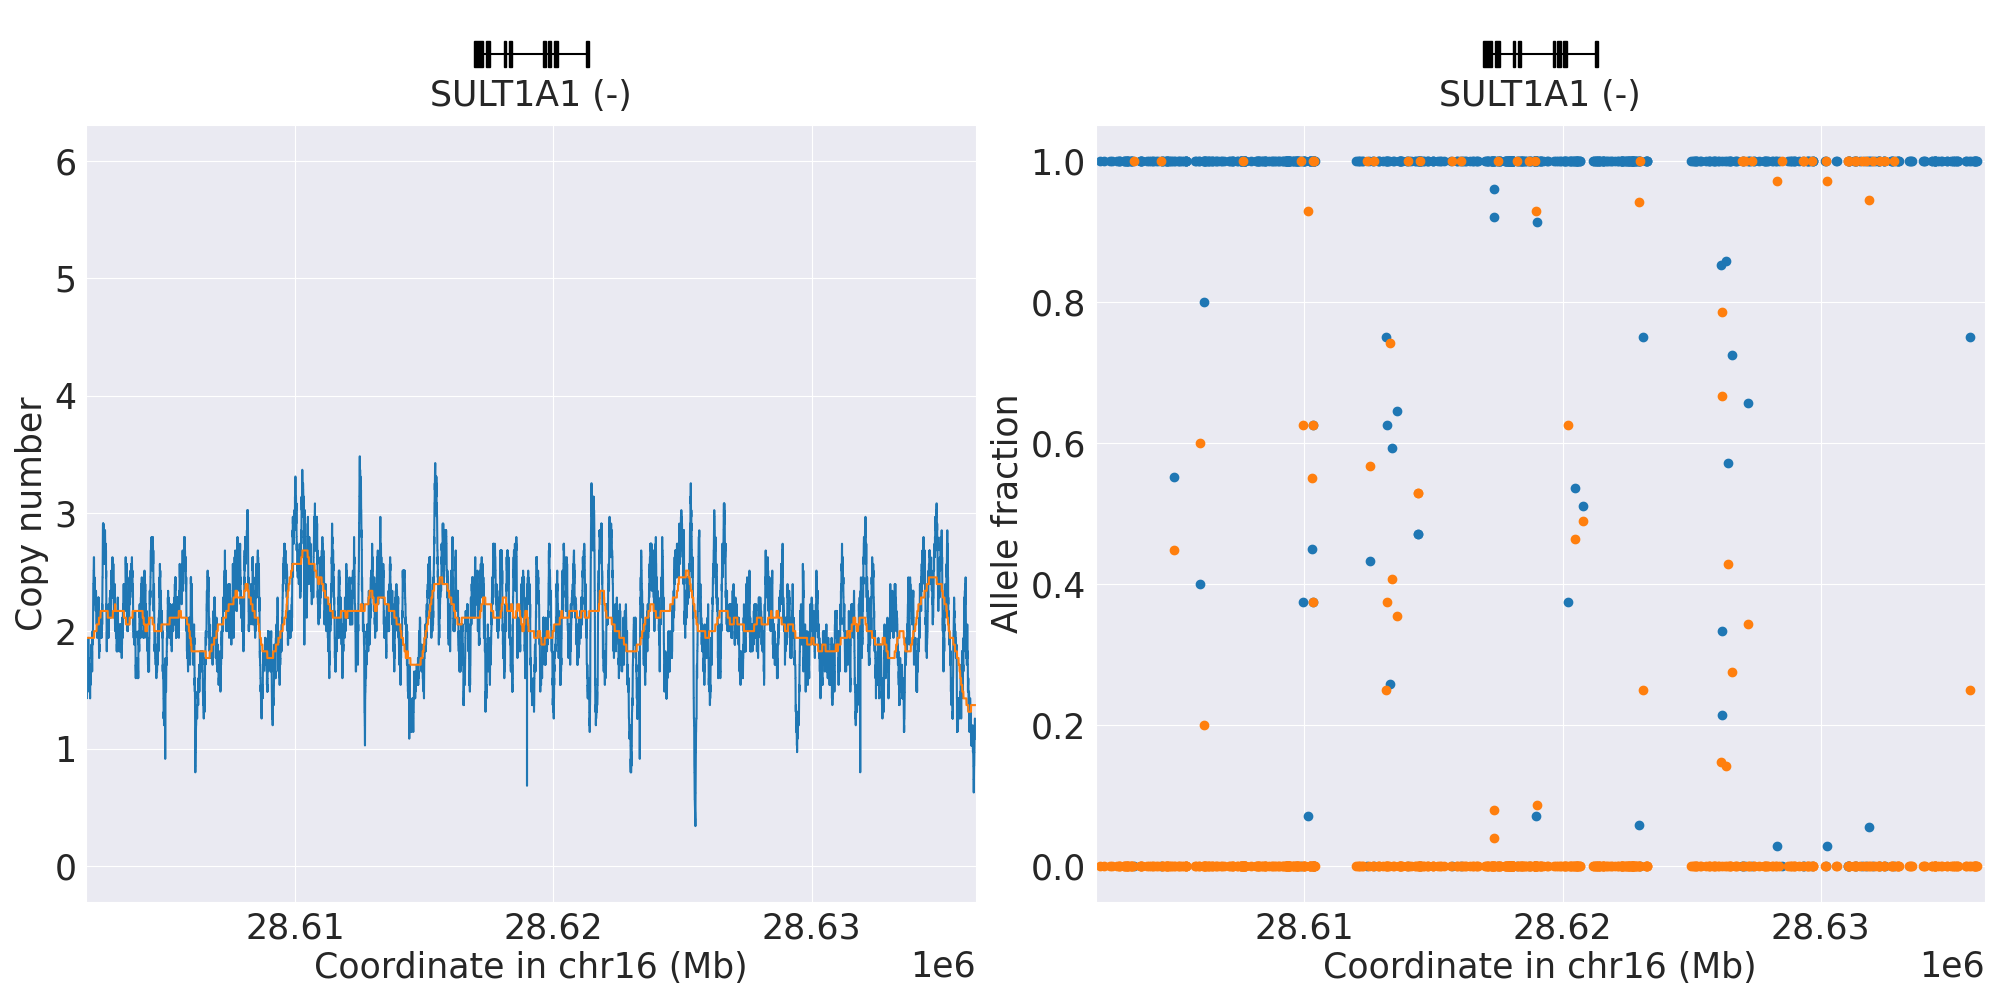 SULT1A1 (-)
6
5
4
3
2
1
0
Copy number
28.61
28.62
28.63
Coordinate in chr16 (Mb)
1e6
SULT1A1 (-)
1.0
0.8
0.6
0.4
0.2
0.0
Allele fraction
28.61
28.62
28.63
Coordinate in chr16 (Mb)
1e6